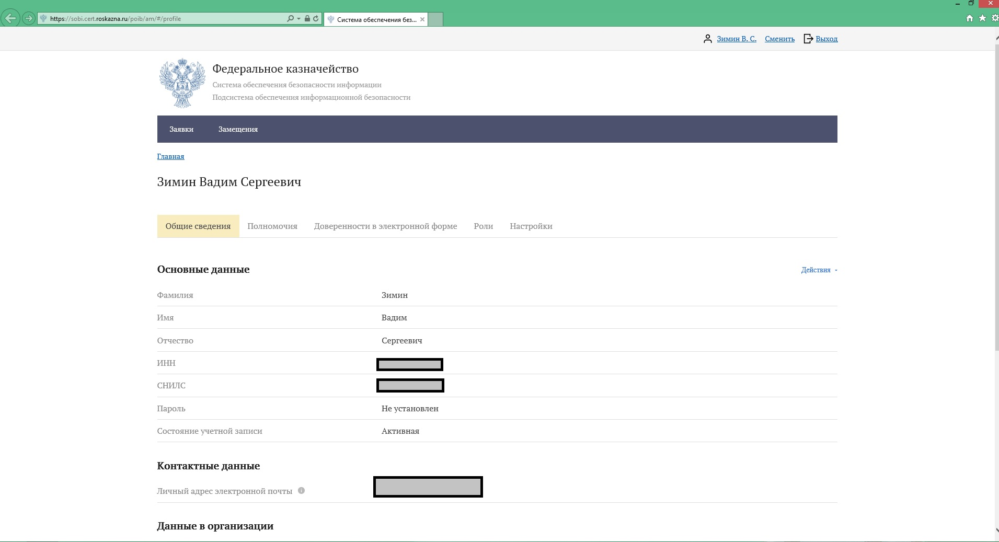 https://sobi.cert.roskazna.ru/poib/am/#/profile
Система обеспечения без...
Зимин В. С. Сменить Выход
Федеральное казначейство
Система обеспечения безопасности информации
Подсистема обеспечения информационной безопасности
Заявки Замещения
Главная
Зимин Вадим Сергеевич
Общие сведения Полномочия Доверенности в электронной форме Роли Настройки
Основные данные Действия
Фамилия Зимин
Имя Вадим
Отчество Сергеевич
ИНН
СНИЛС
Пароль Не установлен
Состояние учетной записи Активная
Контактные данные
Личный адрес электронной почты
Данные в организации